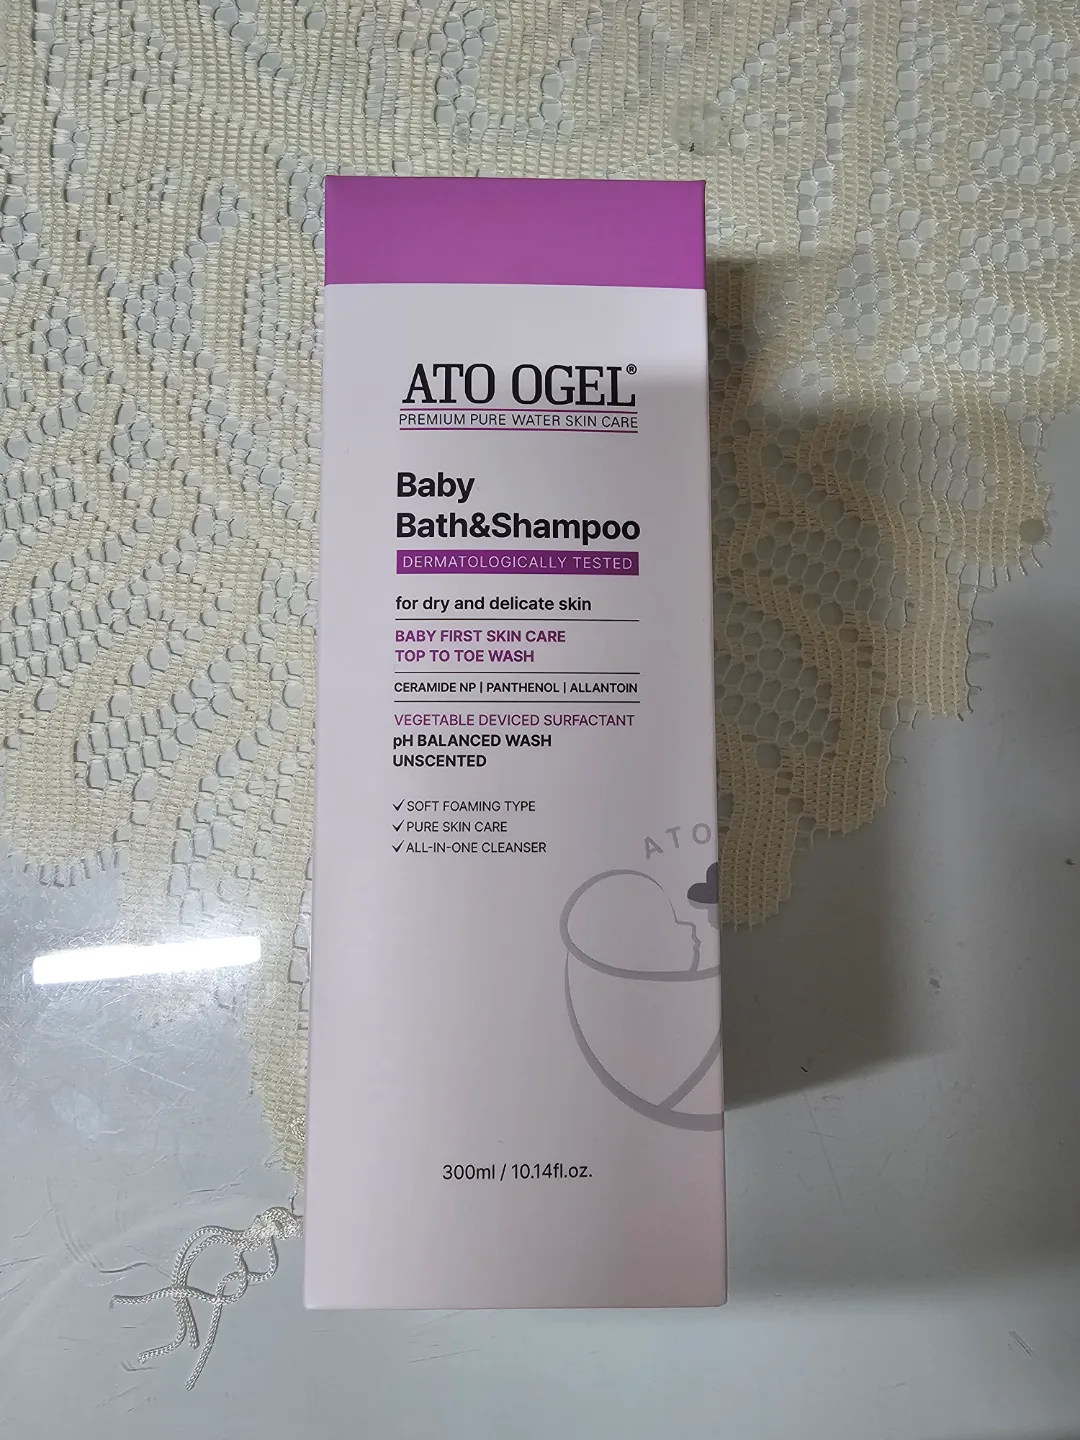 ATO OGEL®
PREMIUM PURE WATER SKIN CARE
Baby
Bath&Shampoo
DERMATOLOGICALLY TESTED
for dry and delicate skin
BABY FIRST SKIN CARE
TOP TO TOE WASH
CERAMIDE NP | PANTHENOL | ALLANTOIN
VEGETABLE DEVICED SURFACTANT
pH BALANCED WASH
UNSCENTED
✓ SOFT FOAMING TYPE
✓ PURE SKIN CARE
✓ ALL-IN-ONE CLEANSER
ATO
300ml / 10.14fl.oz.